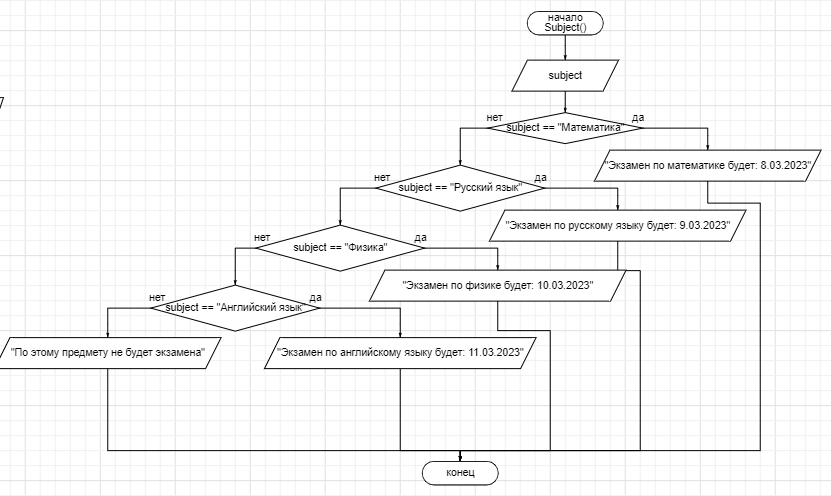 начало
Subject()
subject
нет
да
subject == "Математика"
"Экзамен по математике будет: 8.03.2023"
нет
да
subject == "Русский язык"
"Экзамен по русскому языку будет: 9.03.2023"
нет
да
subject == "Физика"
"Экзамен по физике будет: 10.03.2023"
нет
да
subject == "Английский язык"
"По этому предмету не будет экзамена"
"Экзамен по английскому языку будет: 11.03.2023"
конец